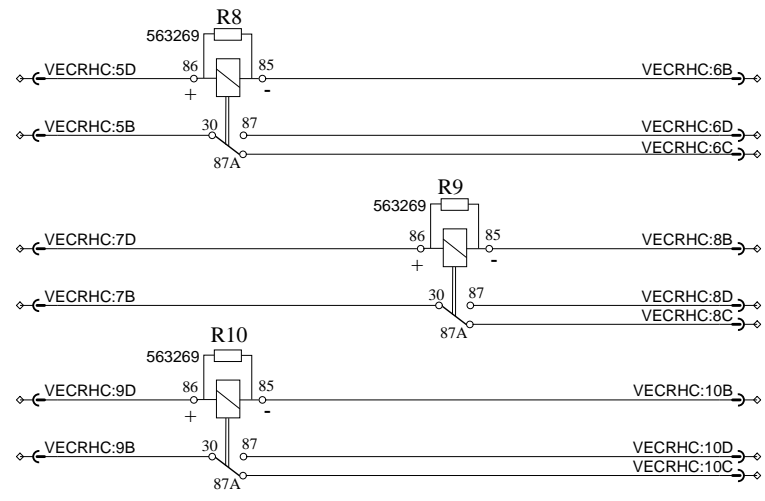 R8
563269
VECRHC:5D 86 85 VECRHC:6B
+ -
VECRHC:5B 30 87 VECRHC:6D
87A VECRHC:6C
R9
563269
VECRHC:7D 86 85 VECRHC:8B
+ -
VECRHC:7B 30 87 VECRHC:8D
87A VECRHC:8C
R10
563269
VECRHC:9D 86 85 VECRHC:10B
+ -
VECRHC:9B 30 87 VECRHC:10D
87A VECRHC:10C